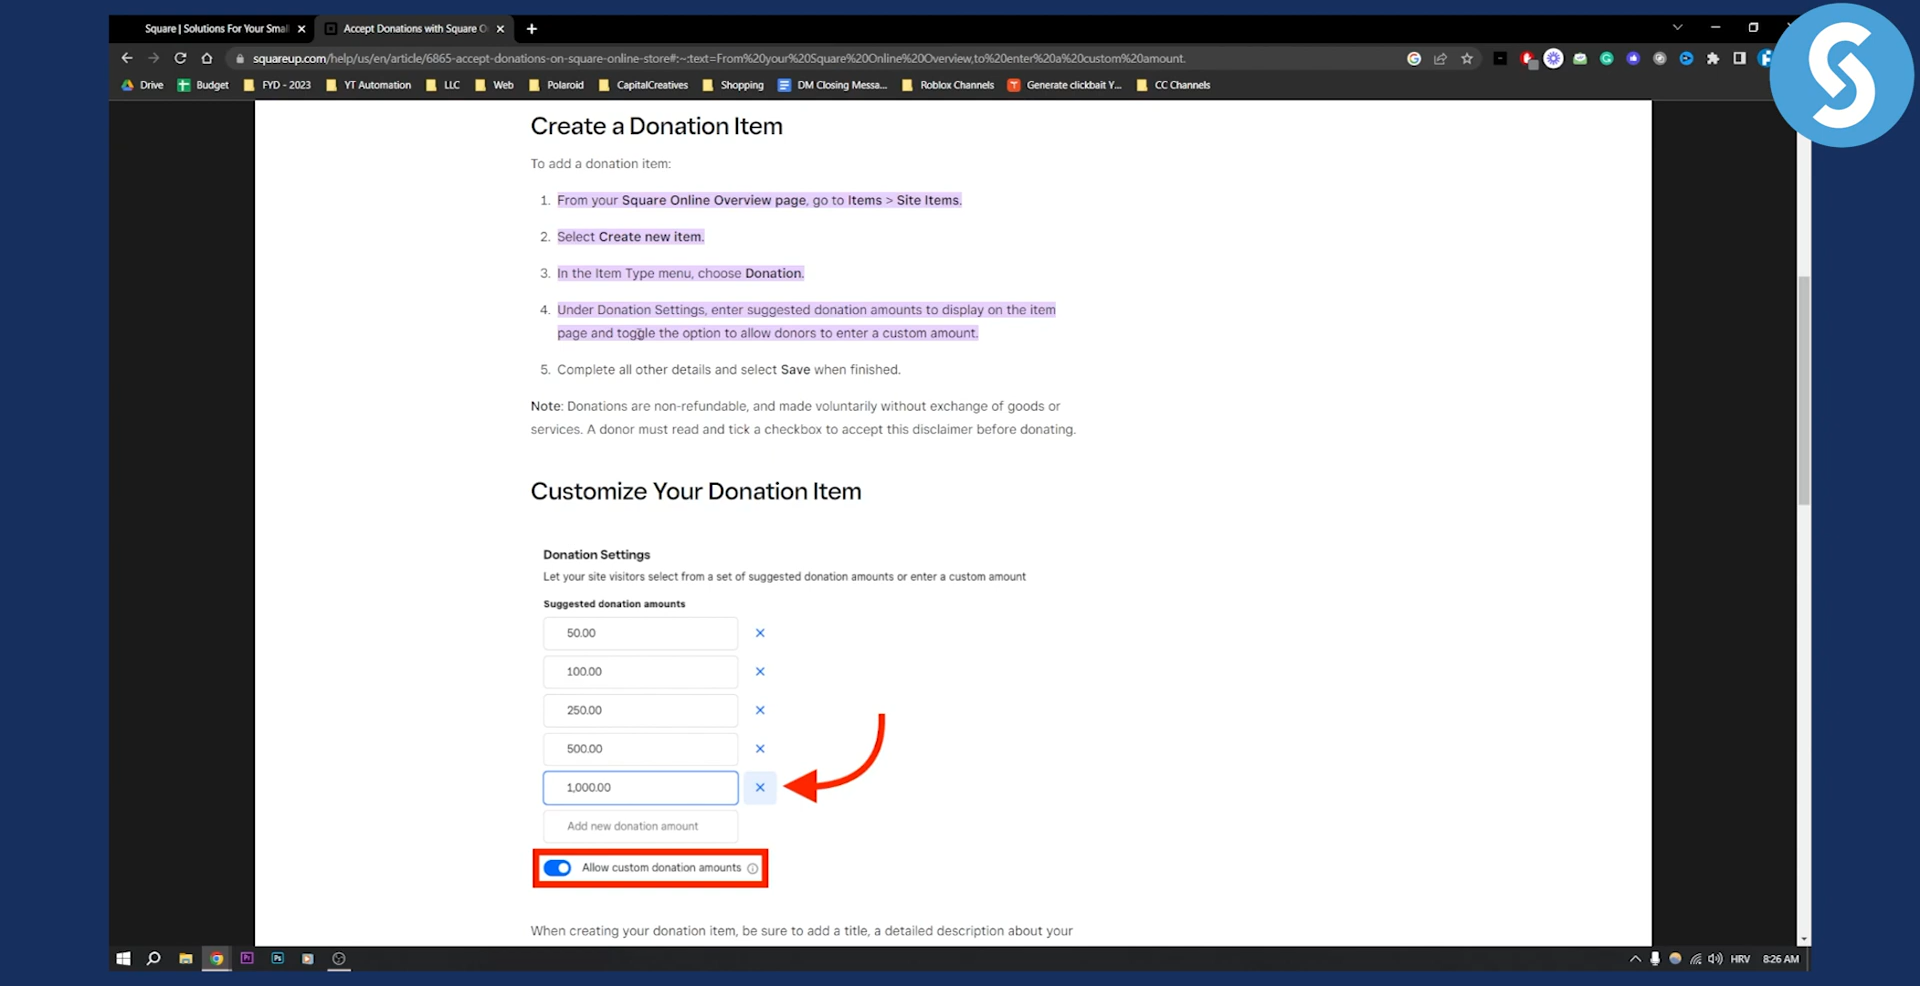 Square | Solutions For Your Smal
Accept Donations with Square O
squareup.com/help/us/en/article/6865-accept-donations-on-square-online-store#:~:text=From%20your%20Square%20Online%20Overview,to%20enter%20a%20custom%20amount.
Drive
Budget
FYD - 2023
YT Automation
LLC
Web
Polaroid
CapitalCreatives
Shopping
DM Closing Messa...
Roblox Channels
Generate clickbait Y...
CC Channels
Create a Donation Item
To add a donation item:
1. From your Square Online Overview page, go to Items > Site Items.
2. Select Create new item.
3. In the Item Type menu, choose Donation.
4. Under Donation Settings, enter suggested donation amounts to display on the item
page and toggle the option to allow donors to enter a custom amount.
5. Complete all other details and select Save when finished.
Note: Donations are non-refundable, and made voluntarily without exchange of goods or
services. A donor must read and tick a checkbox to accept this disclaimer before donating.
Customize Your Donation Item
Donation Settings
Let your site visitors select from a set of suggested donation amounts or enter a custom amount
Suggested donation amounts
50.00
100.00
250.00
500.00
1,000.00
Add new donation amount
Allow custom donation amounts
When creating your donation item, be sure to add a title, a detailed description about your
Pr
Ps
HRV
8:26 AM